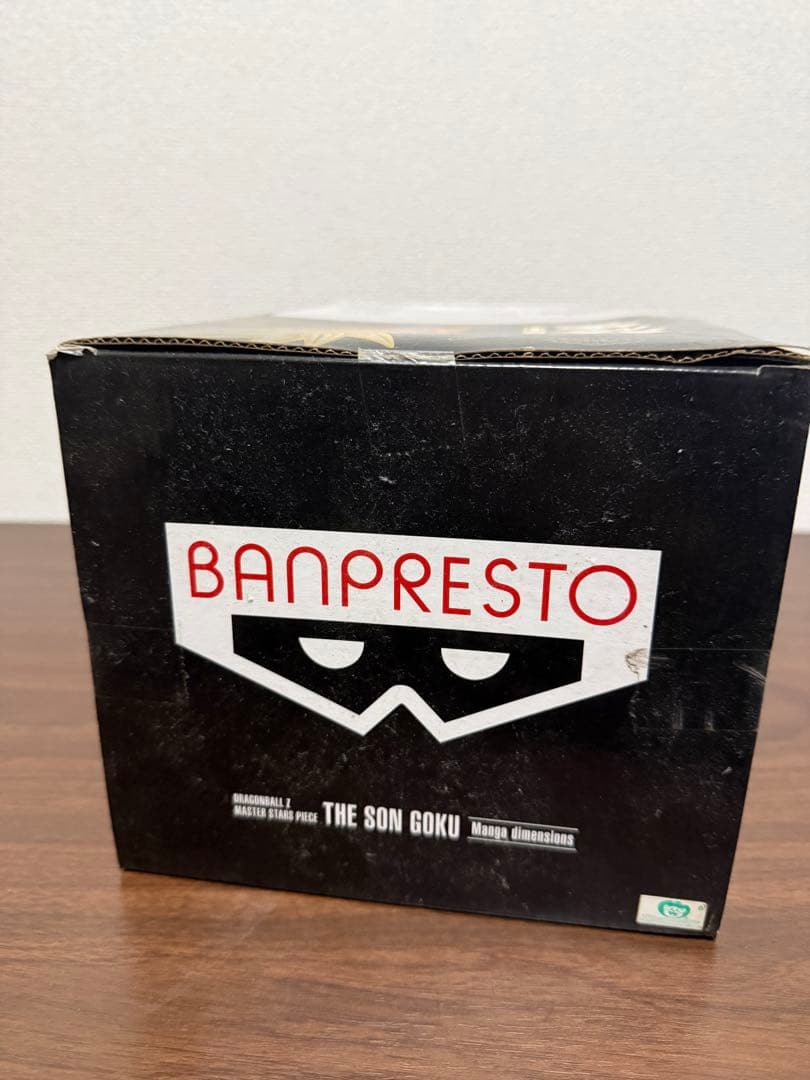 BANPRESTO
DRAGONBALL Z
MASTER STARS PIECE THE SON GOKU Manga dimensions